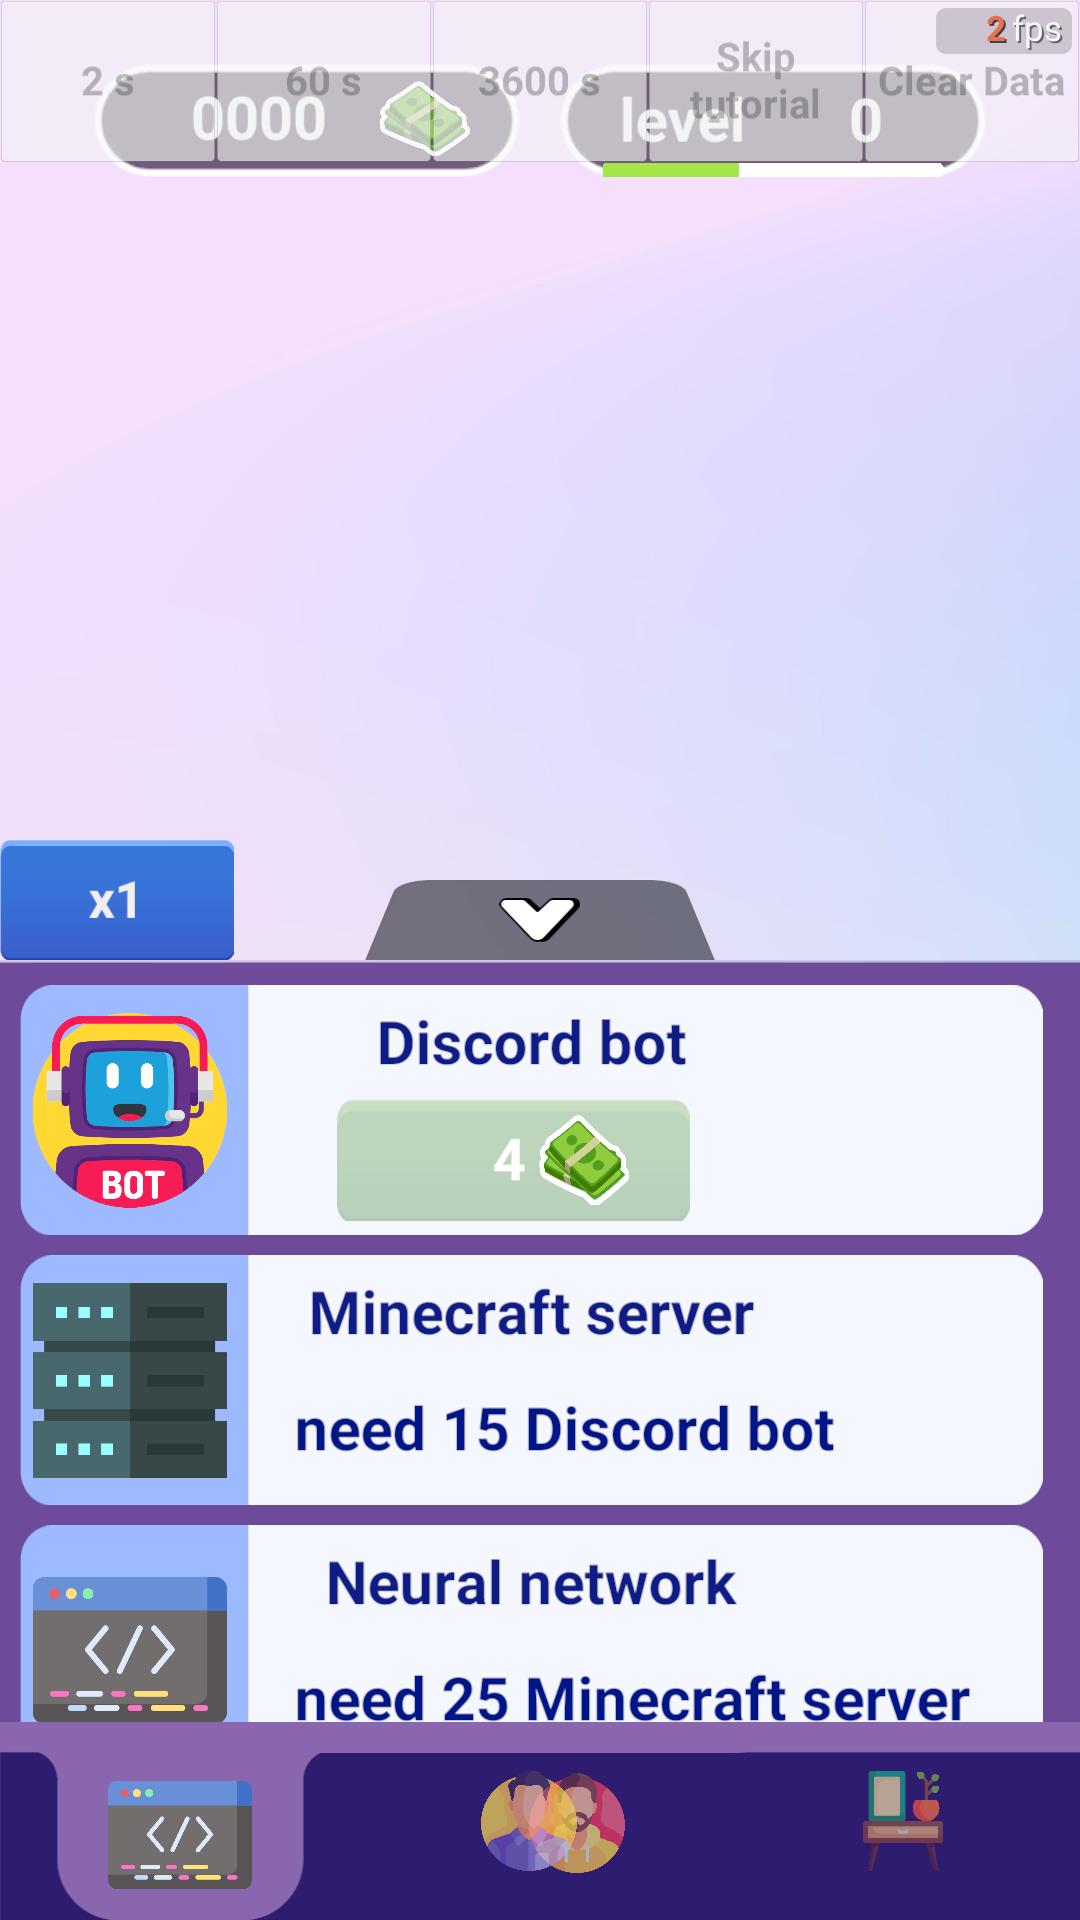 2 fps
2 s
60 s
3600 s
Skip
tutorial
Clear Data
0000
level 0
x1
Discord bot
BOT
4
Minecraft server
need 15 Discord bot
Neural network
</>
need 25 Minecraft server
</>